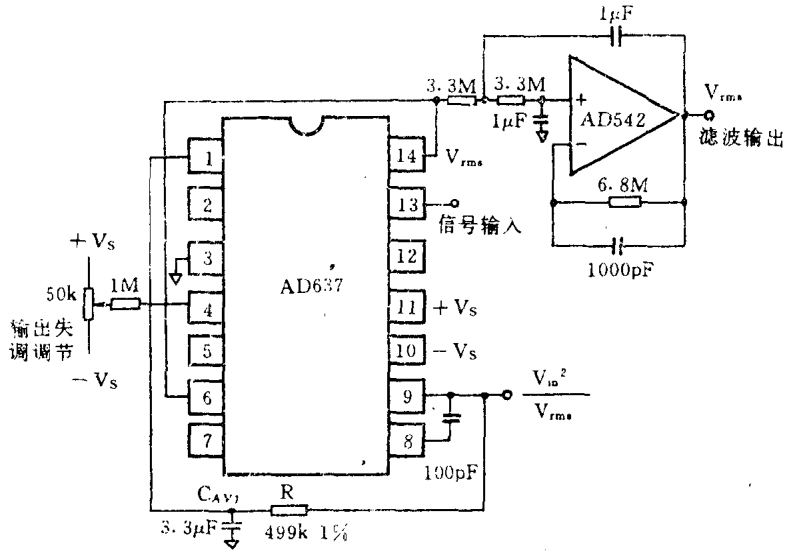 1μF
3.3M
3.3M
1μF
+
−
AD542
V_rms
滤波输出
6.8M
1000pF
1
2
3
4
5
6
7
14
13
12
11
10
9
8
AD637
V_rms
信号输入
+V_S
−V_S
+V_S
50k
1M
输出失
调调节
−V_S
V_in²
V_rms
100pF
C_AV1
R
3.3μF
499k 1%